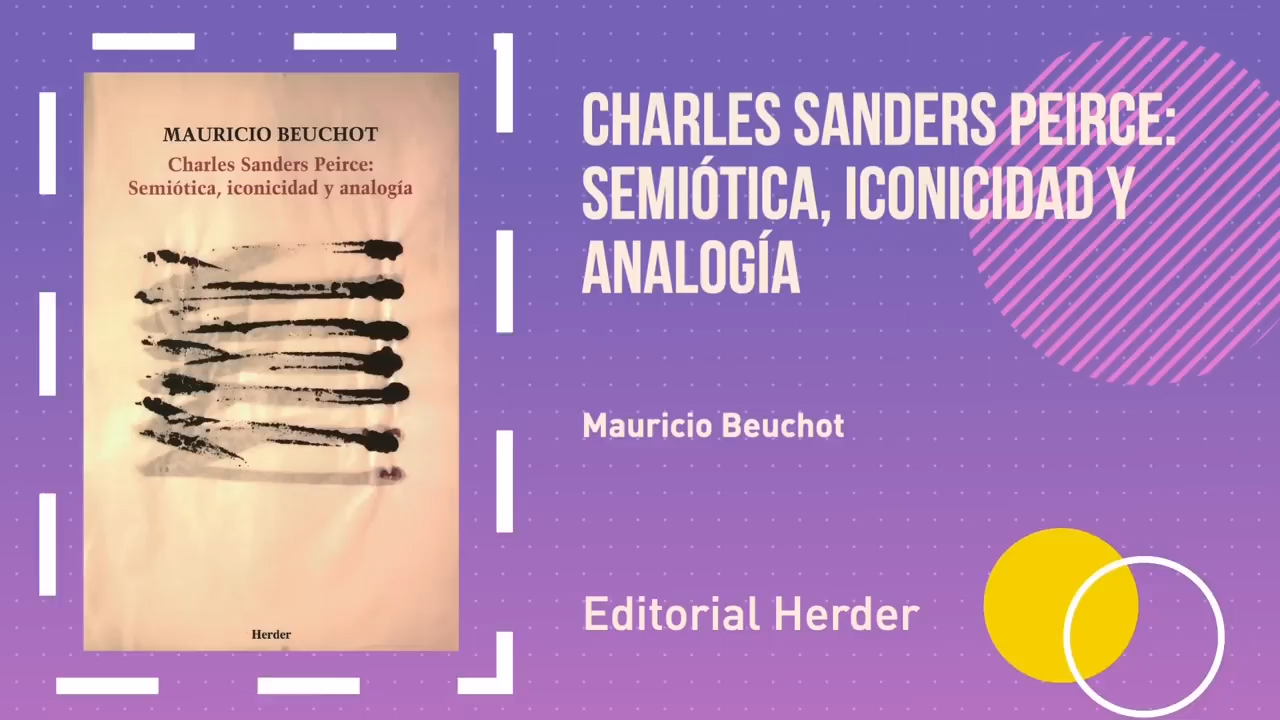 MAURICIO BEUCHOT
Charles Sanders Peirce:
Semiótica, iconicidad y analogía
Herder
CHARLES SANDERS PEIRCE:
SEMIÓTICA, ICONICIDAD Y
ANALOGÍA
Mauricio Beuchot
Editorial Herder